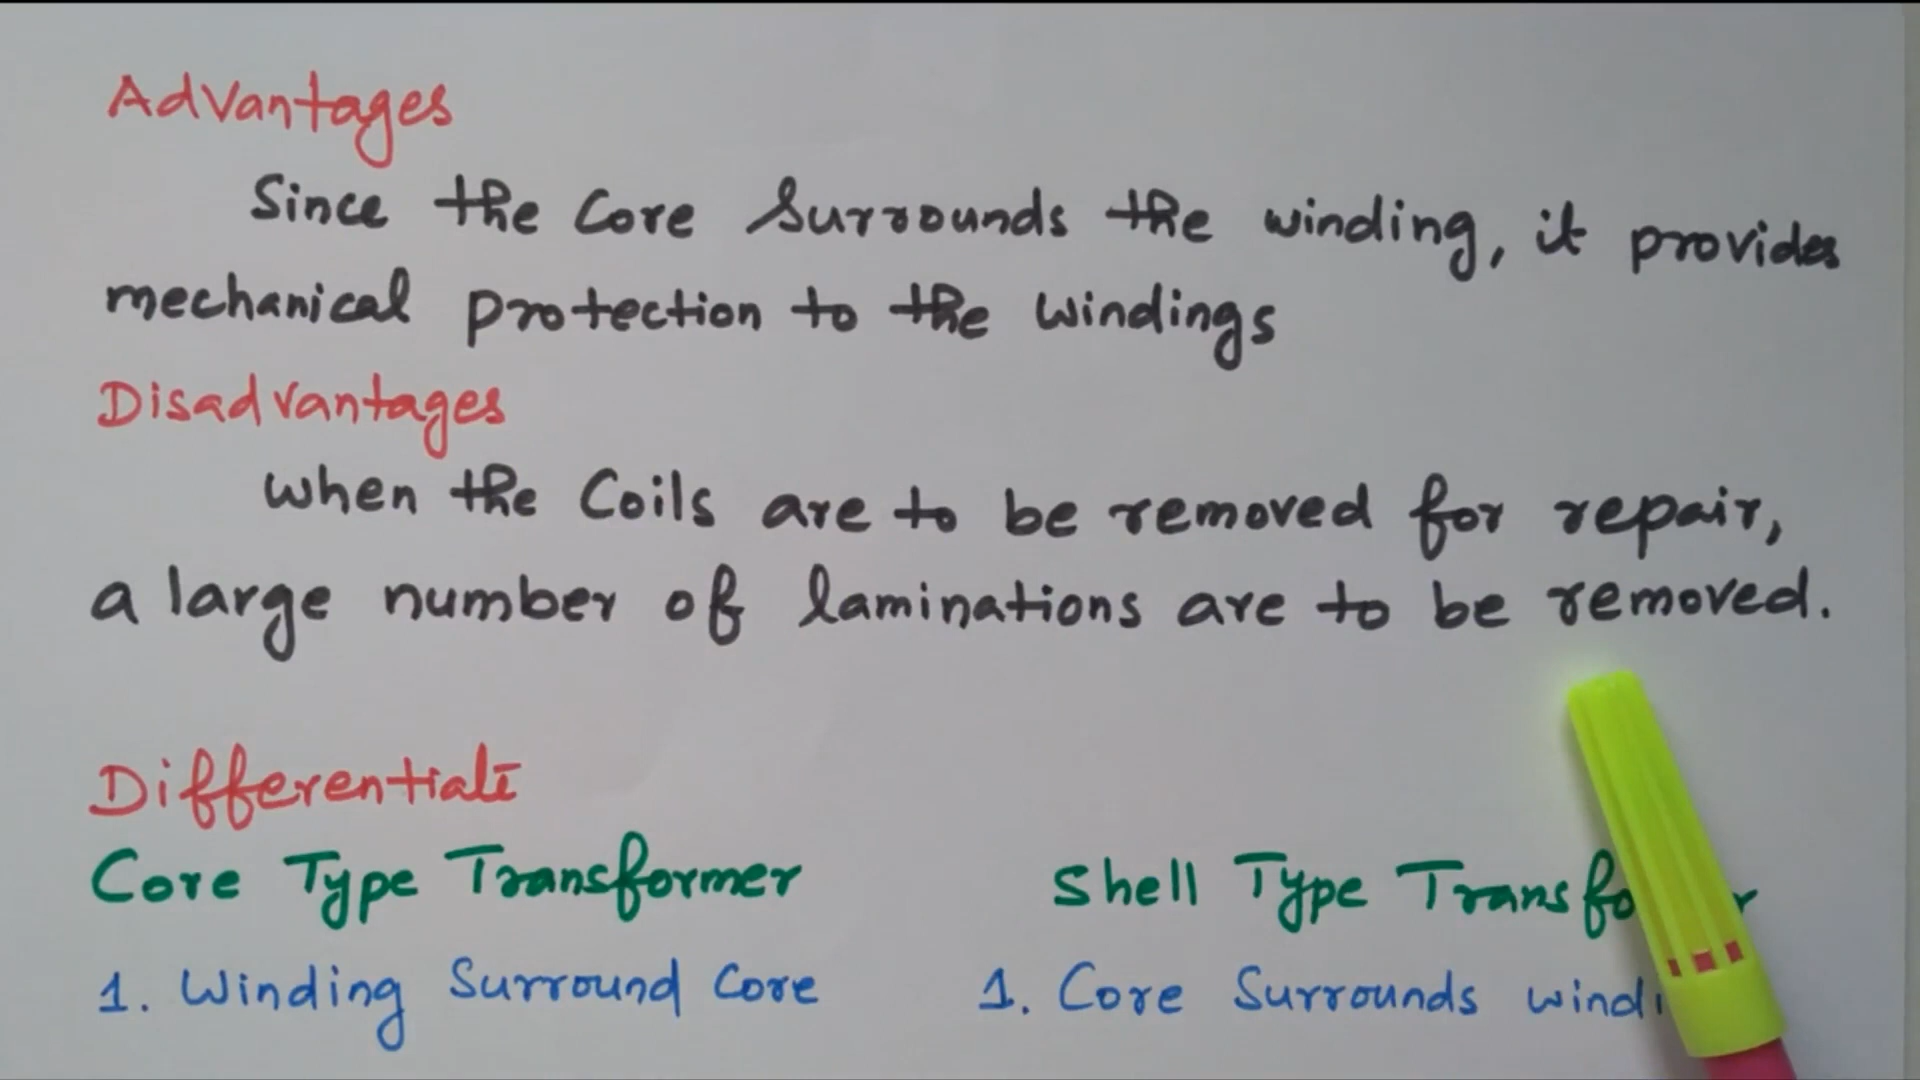 Advantages
Since the Core Surrounds the winding, it provides
mechanical protection to the windings
Disadvantages
when the Coils are to be removed for repair,
a large number of laminations are to be removed.
Differentiate
Core Type Transformer
Shell Type
1. Winding Surround Core
1. Core Surrounds